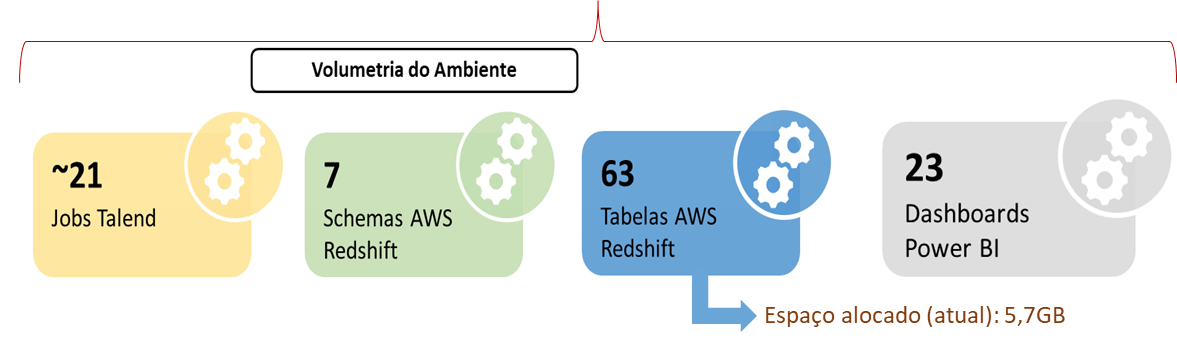 Volumetria do Ambiente
~21
Jobs Talend
7
Schemas AWS
Redshift
63
Tabelas AWS
Redshift
23
Dashboards
Power BI
Espaço alocado (atual): 5,7GB